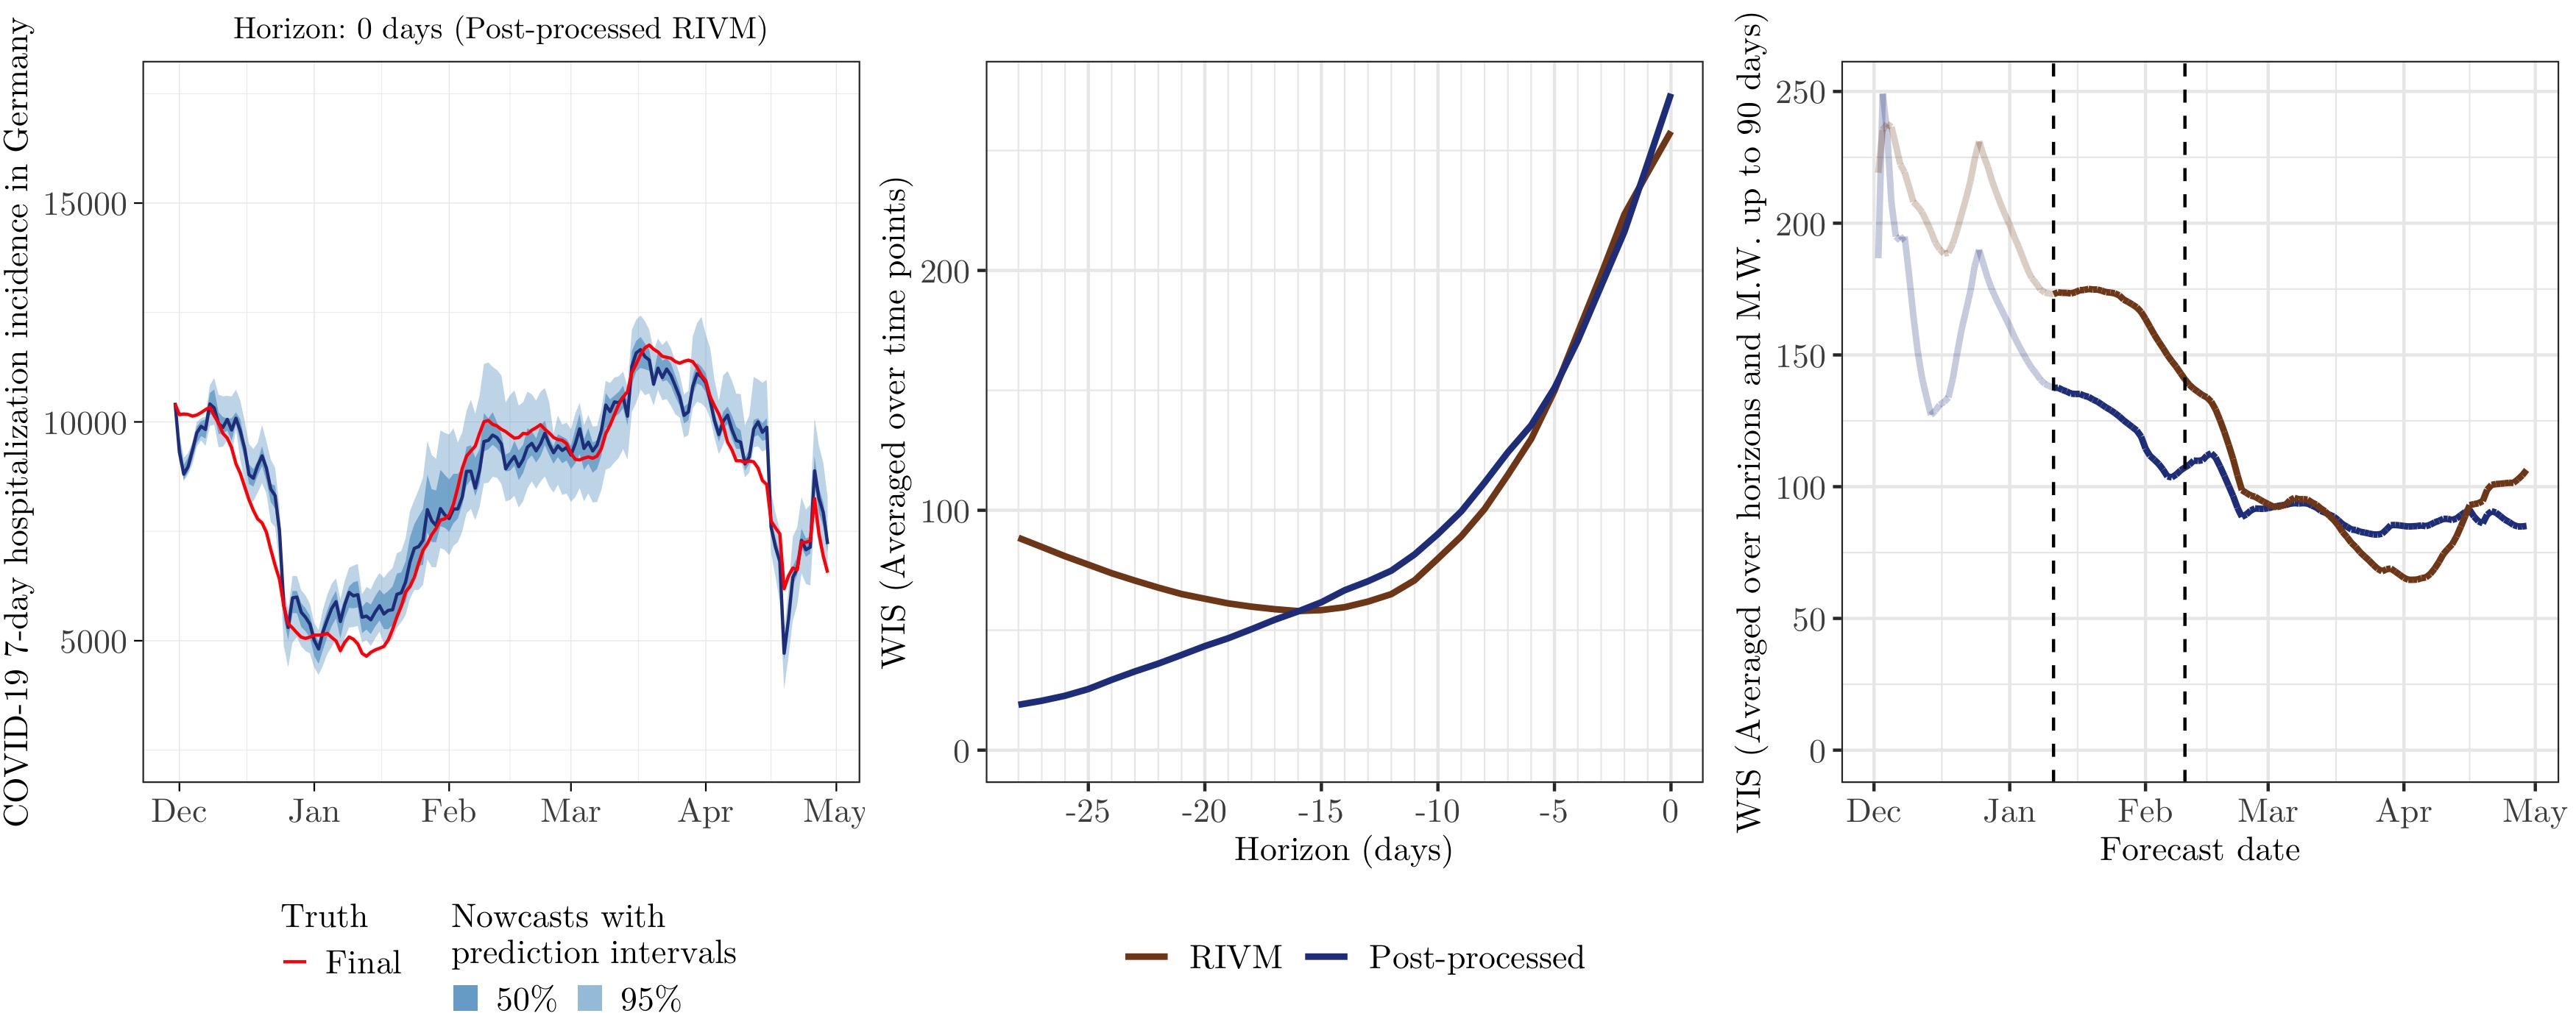 Horizon: 0 days (Post-processed RIVM)
COVID-19 7-day hospitalization incidence in Germany
15000
10000
5000
Dec Jan Feb Mar Apr May
Truth
Final
Nowcasts with
prediction intervals
50% 95%
WIS (Averaged over time points)
200
100
0
-25 -20 -15 -10 -5 0
Horizon (days)
RIVM Post-processed
WIS (Averaged over horizons and M.W. up to 90 days)
250
200
150
100
50
0
Dec Jan Feb Mar Apr May
Forecast date